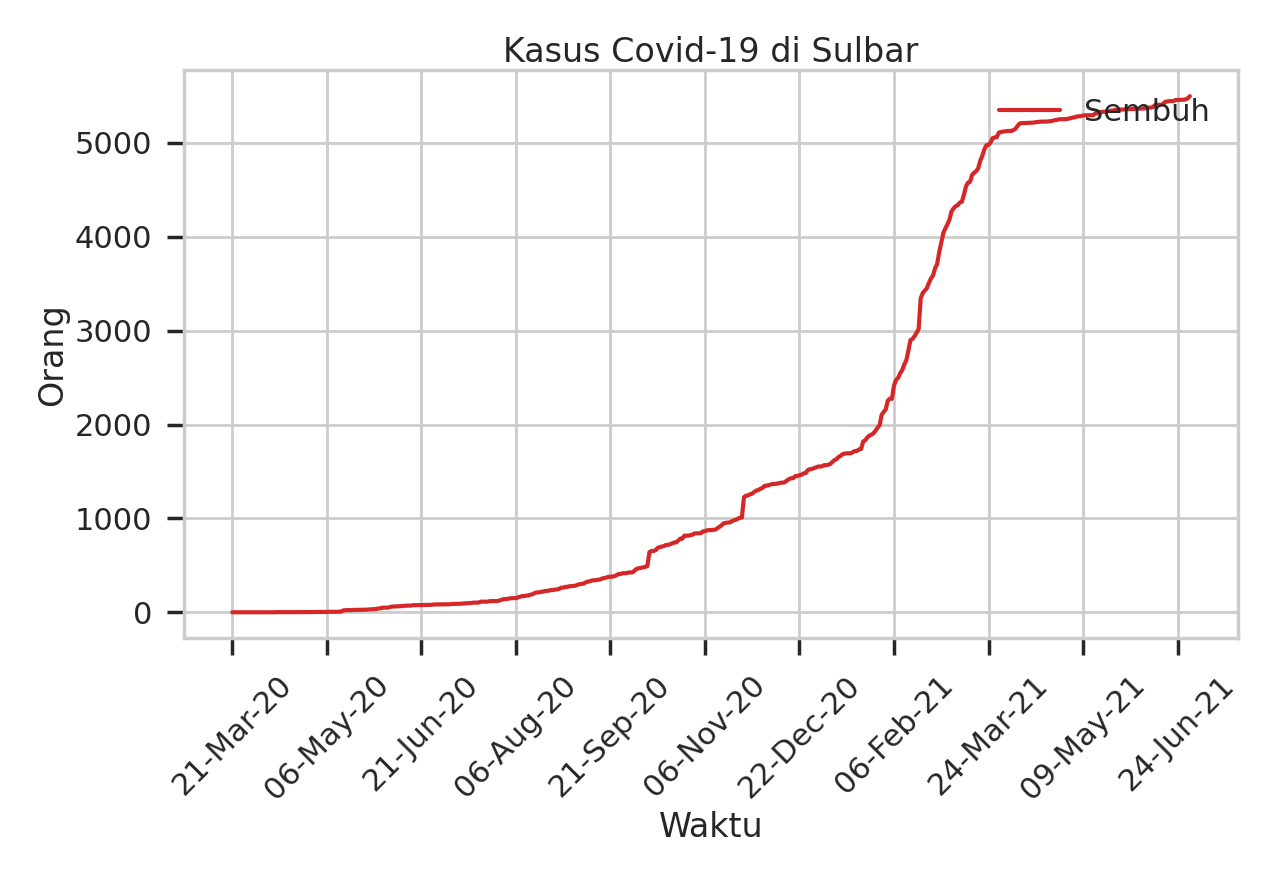 Kasus Covid-19 di Sulbar
Sembuh
5000
4000
3000
2000
1000
0
Orang
21-Mar-20
06-May-20
21-Jun-20
06-Aug-20
21-Sep-20
06-Nov-20
22-Dec-20
06-Feb-21
24-Mar-21
09-May-21
24-Jun-21
Waktu